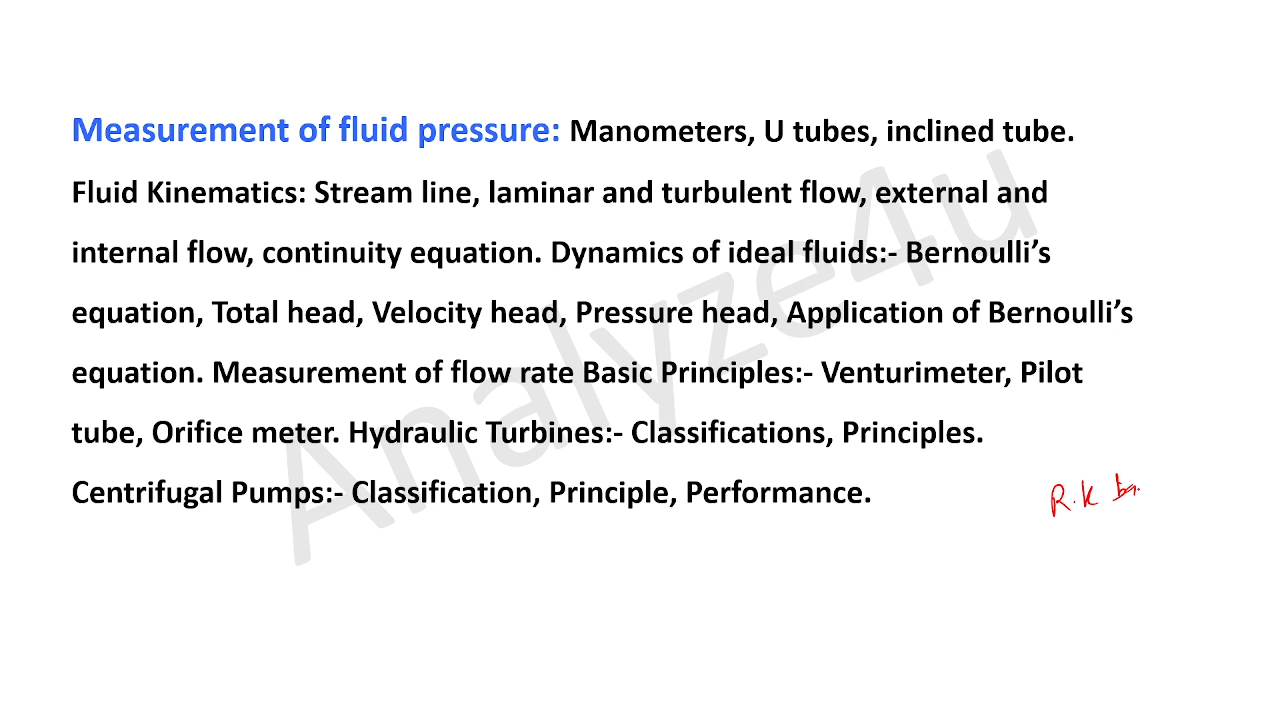 Measurement of fluid pressure: Manometers, U tubes, inclined tube.
Fluid Kinematics: Stream line, laminar and turbulent flow, external and
internal flow, continuity equation. Dynamics of ideal fluids:- Bernoulli’s
equation, Total head, Velocity head, Pressure head, Application of Bernoulli’s
equation. Measurement of flow rate Basic Principles:- Venturimeter, Pilot
tube, Orifice meter. Hydraulic Turbines:- Classifications, Principles.
Centrifugal Pumps:- Classification, Principle, Performance.
R.K
Analyze4u